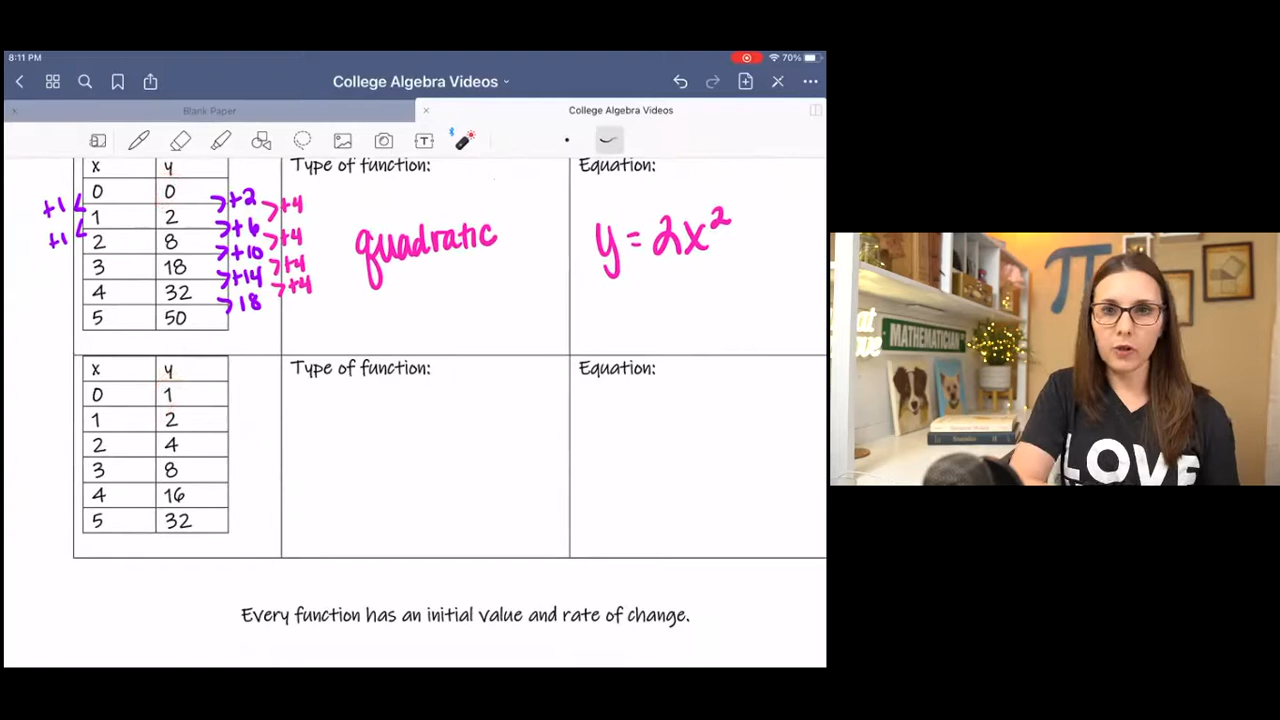 8:11 PM
70%
College Algebra Videos
Blank Paper
College Algebra Videos
x y
0 0
1 2
2 8
3 18
4 32
5 50
+1 <
+1 <
> +2
> +6
> +10
> +14
> 18
> +4
> +4
> +4
> +4
Type of function:
quadratic
Equation:
y = 2x²
x y
0 1
1 2
2 4
3 8
4 16
5 32
Type of function:
Equation:
Every function has an initial value and rate of change.
MATHEMATICIAN
LOVE